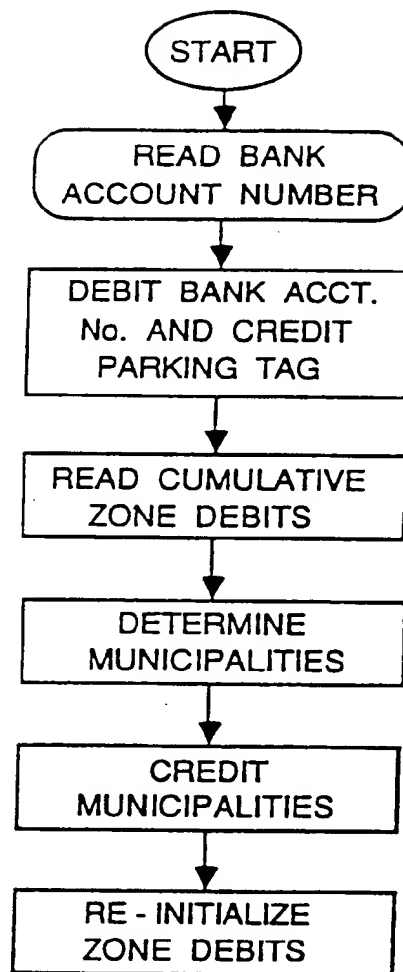 START
READ BANK
ACCOUNT NUMBER
DEBIT BANK ACCT.
No. AND CREDIT
PARKING TAG
READ CUMULATIVE
ZONE DEBITS
DETERMINE
MUNICIPALITIES
CREDIT
MUNICIPALITIES
RE - INITIALIZE
ZONE DEBITS